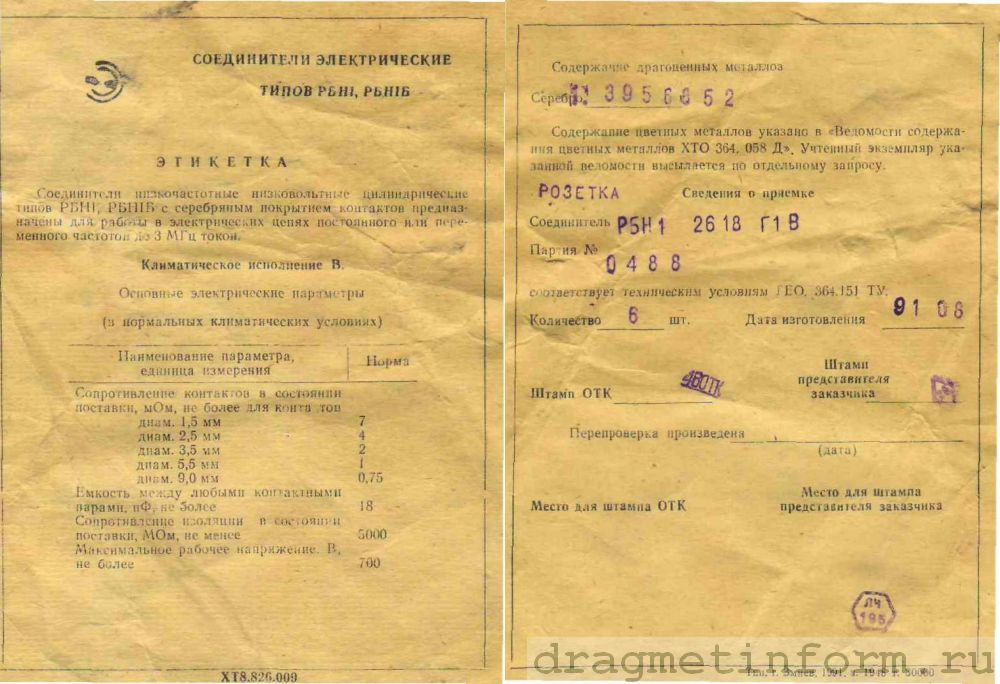 СОЕДИНИТЕЛИ ЭЛЕКТРИЧЕСКИЕ
ТИПОВ РБН1, РБН1Б
ЭТИКЕТКА
Соединители низкочастотные низковольтные цилиндрические
типов РБН1, РБН1Б с серебряным покрытием контактов предназ-
начены для работы в электрических цепях постоянного или пере-
менного частотой до 3 МГц токов.
Климатическое исполнение В.
Основные электрические параметры
(в нормальных климатических условиях)
Наименование параметра, единица измерения Норма
Сопротивление контактов в состоянии
поставки, мОм, не более для контактов
диам. 1,5 мм 7
диам. 2,5 мм 4
диам. 3,5 мм 2
диам. 5,5 мм 1
диам. 9,0 мм 0,75
Емкость между любыми контактными
парами, пФ, не более 18
Сопротивление изоляции в состоянии
поставки, МОм, не менее 5000
Максимальное рабочее напряжение, В,
не более 700
ХТ8.826.009
Содержание драгоценных металлов
Серебро 3956652
Содержание цветных металлов указано в «Ведомости содержа-
ния цветных металлов ХТО 364. 058 Д». Учтенный экземпляр ука-
занной ведомости высылается по отдельному запросу.
РОЗЕТКА Сведения о приемке
Соединитель РБН1 2618 Г1В
Партия № 0488
соответствует техническим условиям ГЕО. 364.151 ТУ.
Количество 6 шт. Дата изготовления 91 08
Штамп ОТК ОТК
Штамп
представителя
заказчика
Перепроверка произведена
(дата)
Место для штампа ОТК
Место для штампа
представителя заказчика
ЛЧ
195
dragmetinform.ru
Тип. г. Змиев, 1991, з. 1948 т. 30000